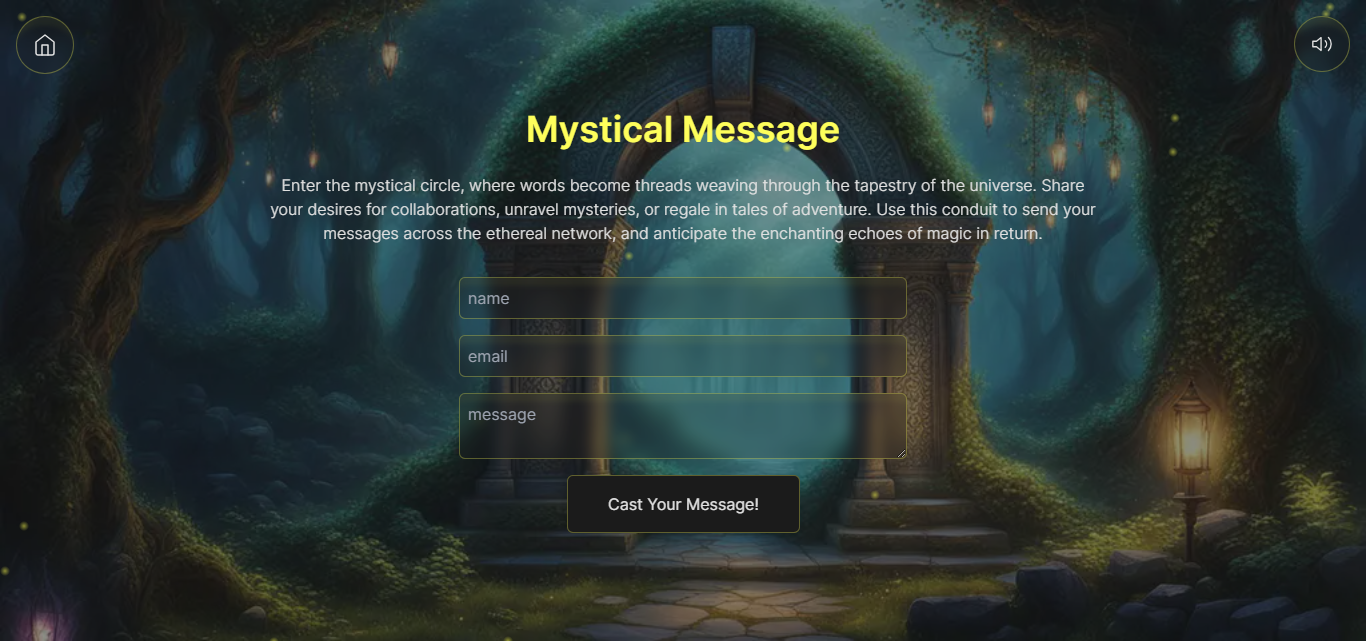 Mystical Message
Enter the mystical circle, where words become threads weaving through the tapestry of the universe. Share
your desires for collaborations, unravel mysteries, or regale in tales of adventure. Use this conduit to send your
messages across the ethereal network, and anticipate the enchanting echoes of magic in return.
name
email
message
Cast Your Message!